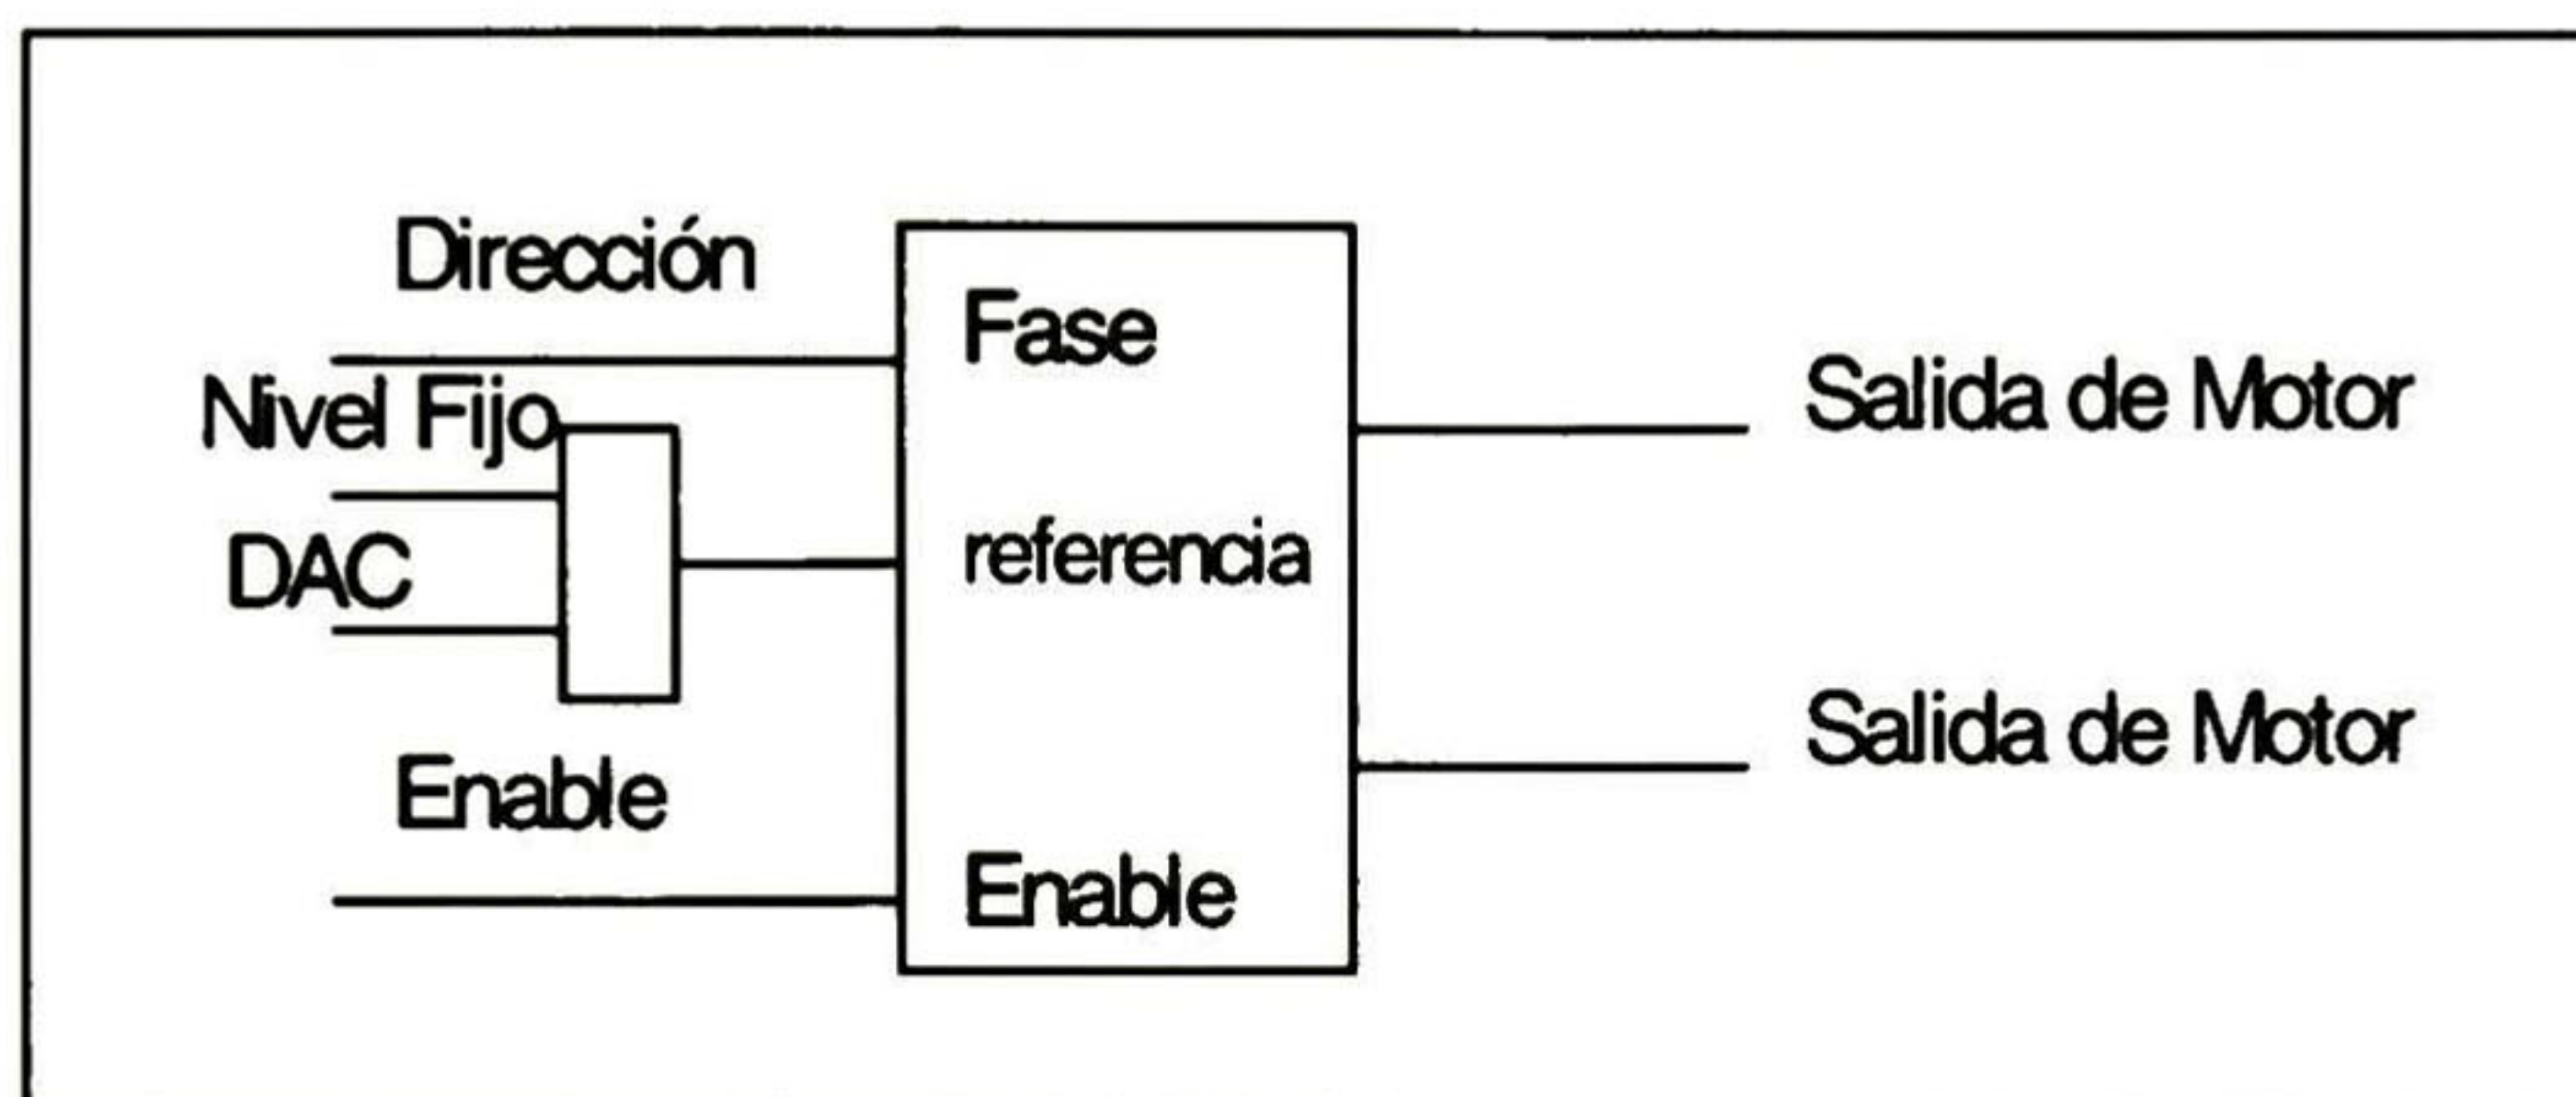 Dirección
Fase
Nivel Fijo
Salida de Motor
DAC
referencia
Enable
Salida de Motor
Enable